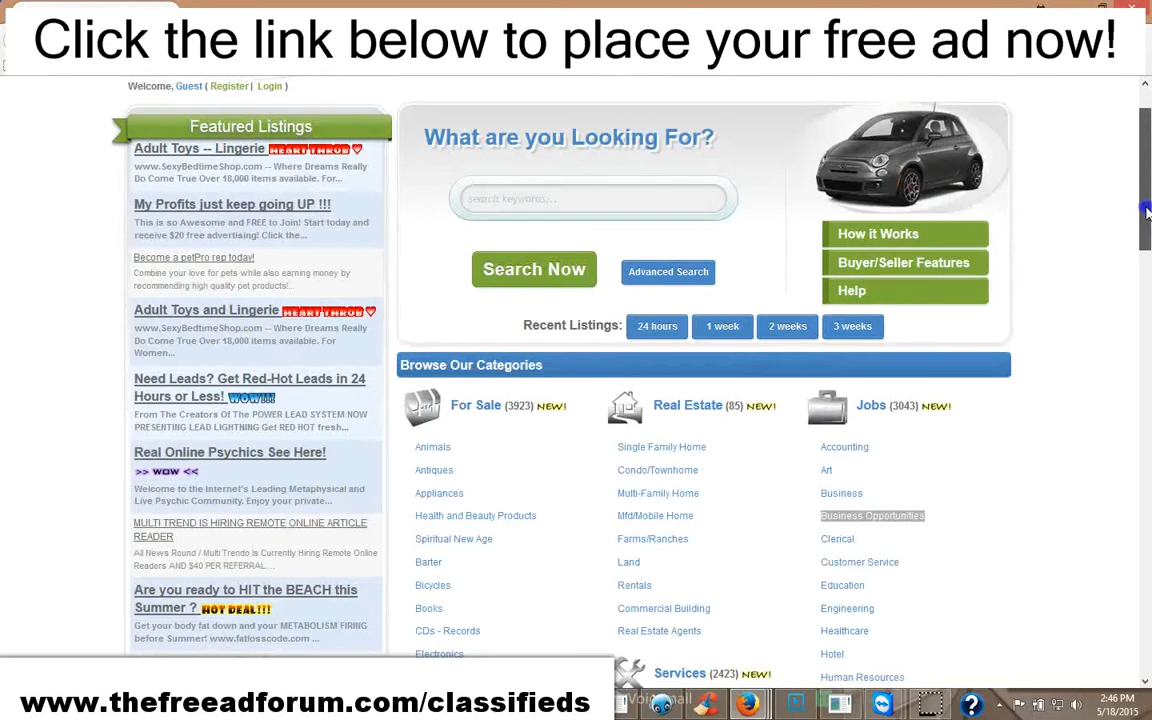 Click the link below to place your free ad now!
Welcome, Guest ( Register | Login )
Featured Listings
Adult Toys -- Lingerie HEART THROB
www.SexyBedtimeShop.com -- Where Dreams Really
Do Come True Over 18,000 items available. For...
My Profits just keep going UP !!!
This is so Awesome and FREE to Join! Start today and
receive $20 free advertising! Click the...
Become a petPro rep today!
Combine your love for pets while also earning money by
recommending high quality pet products!...
Adult Toys and Lingerie HEART THROB
www.SexyBedtimeShop.com -- Where Dreams Really
Do Come True Over 18,000 items available. For
Women...
Need Leads? Get Red-Hot Leads in 24
Hours or Less! WOW!!!
From The Creators Of The POWER LEAD SYSTEM NOW
PRESENTING LEAD LIGHTNING Get RED HOT fresh...
Real Online Psychics See Here!
>> WOW <<
Welcome to the Internet's Leading Metaphysical and
Live Psychic Community. Enjoy your private...
MULTI TREND IS HIRING REMOTE ONLINE ARTICLE
READER
All News Round / Multi Trendo Is Currently Hiring Remote Online
Readers AND $40 PER REFERRAL....
Are you ready to HIT the BEACH this
Summer ? HOT DEAL!!!
Get your body fat down and your METABOLISM FIRING
before Summer! www.fatlosscode.com ...
What are you Looking For?
search keywords...
Search Now
Advanced Search
How it Works
Buyer/Seller Features
Help
Recent Listings: 24 hours 1 week 2 weeks 3 weeks
Browse Our Categories
For Sale (3923) NEW!
Animals
Antiques
Appliances
Health and Beauty Products
Spiritual New Age
Barter
Bicycles
Books
CDs - Records
Electronics
Real Estate (85) NEW!
Single Family Home
Condo/Townhome
Multi-Family Home
Mfd/Mobile Home
Farms/Ranches
Land
Rentals
Commercial Building
Real Estate Agents
Services (2423) NEW!
Jobs (3043) NEW!
Accounting
Art
Business
Business Opportunities
Clerical
Customer Service
Education
Engineering
Healthcare
Hotel
Human Resources
www.thefreeadforum.com/classifieds
2:46 PM
5/18/2015